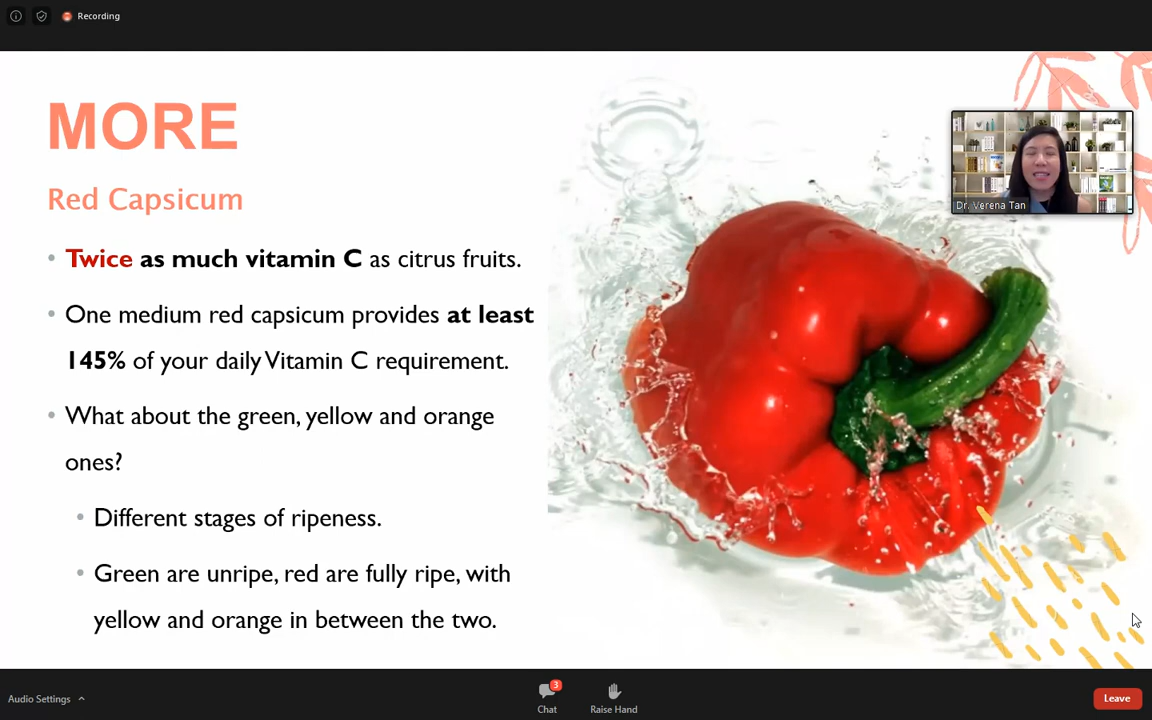 Recording
MORE
Red Capsicum
Dr. Verena Tan
• Twice as much vitamin C as citrus fruits.
• One medium red capsicum provides at least
145% of your daily Vitamin C requirement.
• What about the green, yellow and orange
ones?
• Different stages of ripeness.
• Green are unripe, red are fully ripe, with
yellow and orange in between the two.
Audio Settings
3
Chat
Raise Hand
Leave